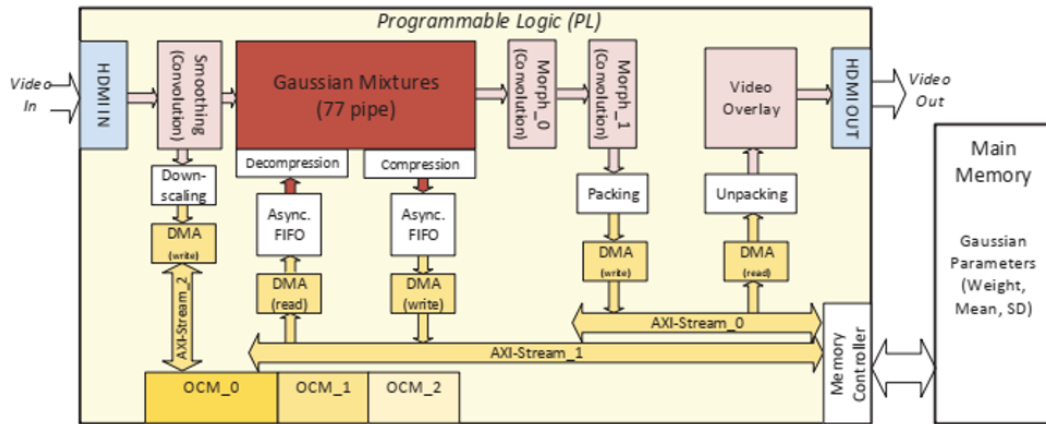 Programmable Logic (PL)
Video
In
HDMI IN
Smoothing
(Convolution)
Gaussian Mixtures
(77 pipe)
Morph_0
(Convolution)
Morph_1
(Convolution)
Video
Overlay
HDMI OUT
Video
Out
Decompression
Compression
Down-
scaling
Async.
FIFO
Async.
FIFO
Packing
Unpacking
DMA
(write)
DMA
(read)
DMA
(write)
DMA
(write)
DMA
(read)
AXI-Stream_2
AXI-Stream_0
AXI-Stream_1
OCM_0
OCM_1
OCM_2
Memory
Controller
Main
Memory
Gaussian
Parameters
(Weight,
Mean, SD)